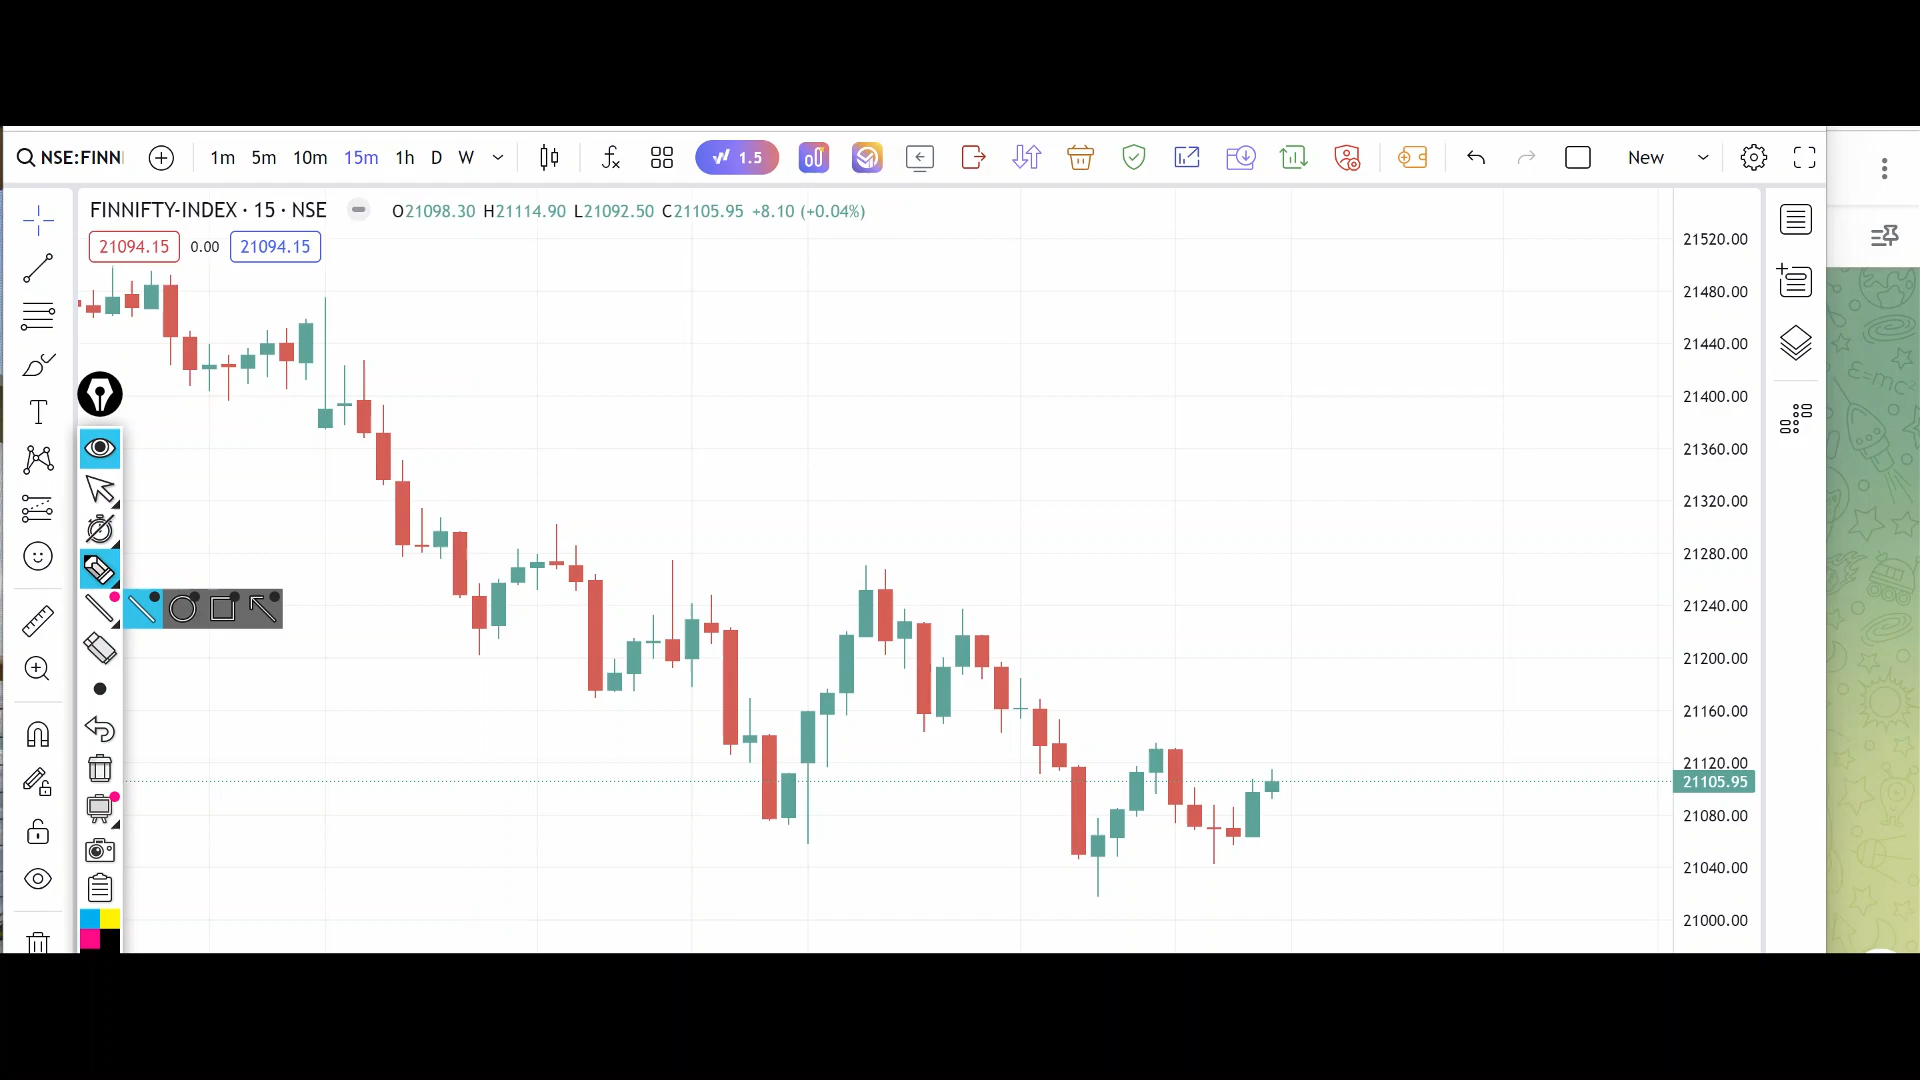 NSE:FINN
1m 5m 10m 15m 1h D W
1.5
New
FINNIFTY-INDEX · 15 · NSE
O21098.30 H21114.90 L21092.50 C21105.95 +8.10 (+0.04%)
21094.15 0.00 21094.15
21520.00
21480.00
21440.00
21400.00
21360.00
21320.00
21280.00
21240.00
21200.00
21160.00
21120.00
21105.95
21080.00
21040.00
21000.00